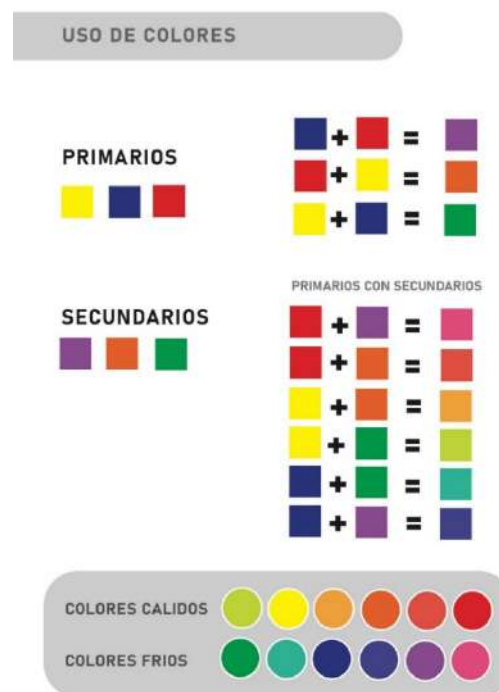 USO DE COLORES
PRIMARIOS
+ =
+ =
+ =
PRIMARIOS CON SECUNDARIOS
SECUNDARIOS
+ =
+ =
+ =
+ =
+ =
+ =
COLORES CALIDOS
COLORES FRIOS